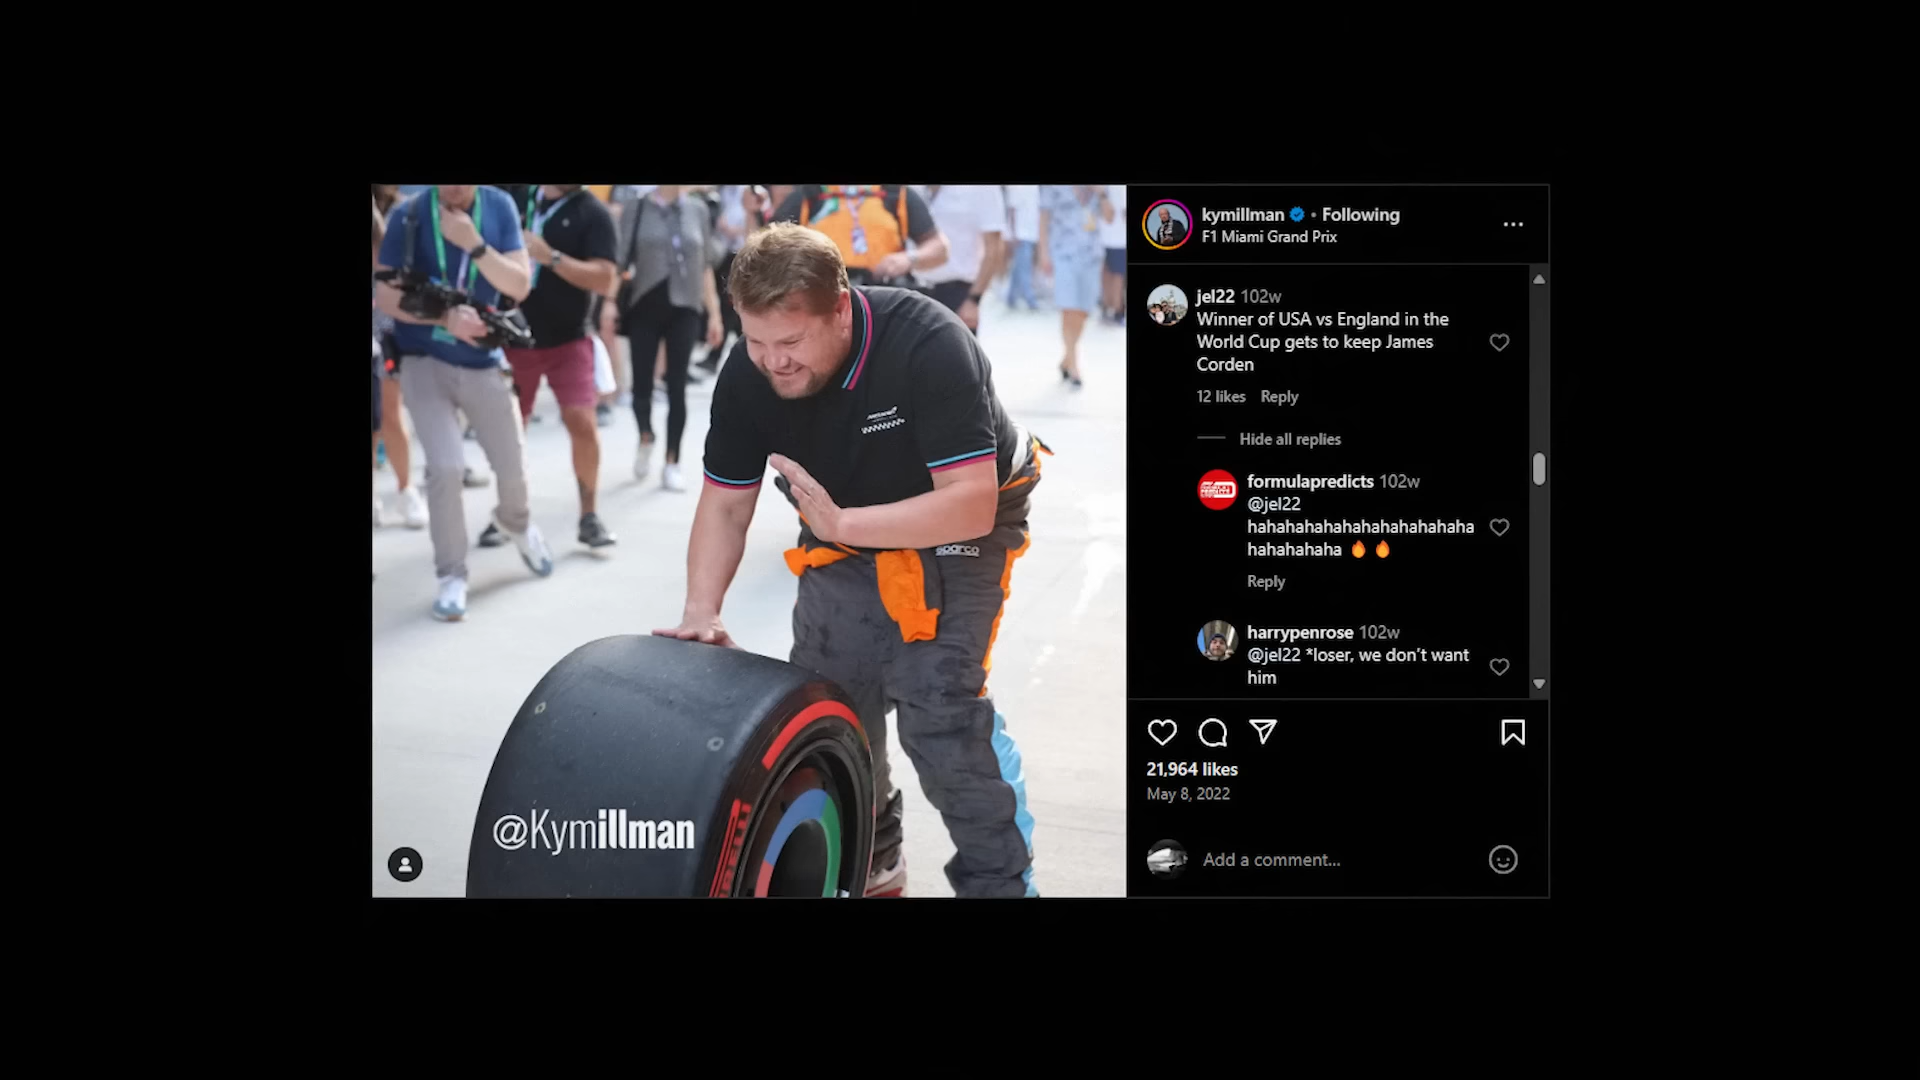 kymillman • Following
F1 Miami Grand Prix
jel22 102w
Winner of USA vs England in the
World Cup gets to keep James
Corden
12 likes Reply
Hide all replies
formulapredicts 102w
@jel22
hahahahahahahahahahaha
hahahahaha 🔥 🔥
Reply
harrypenrose 102w
@jel22 *loser, we don't want
him
21,964 likes
May 8, 2022
Add a comment...
sparco
@Kymillman